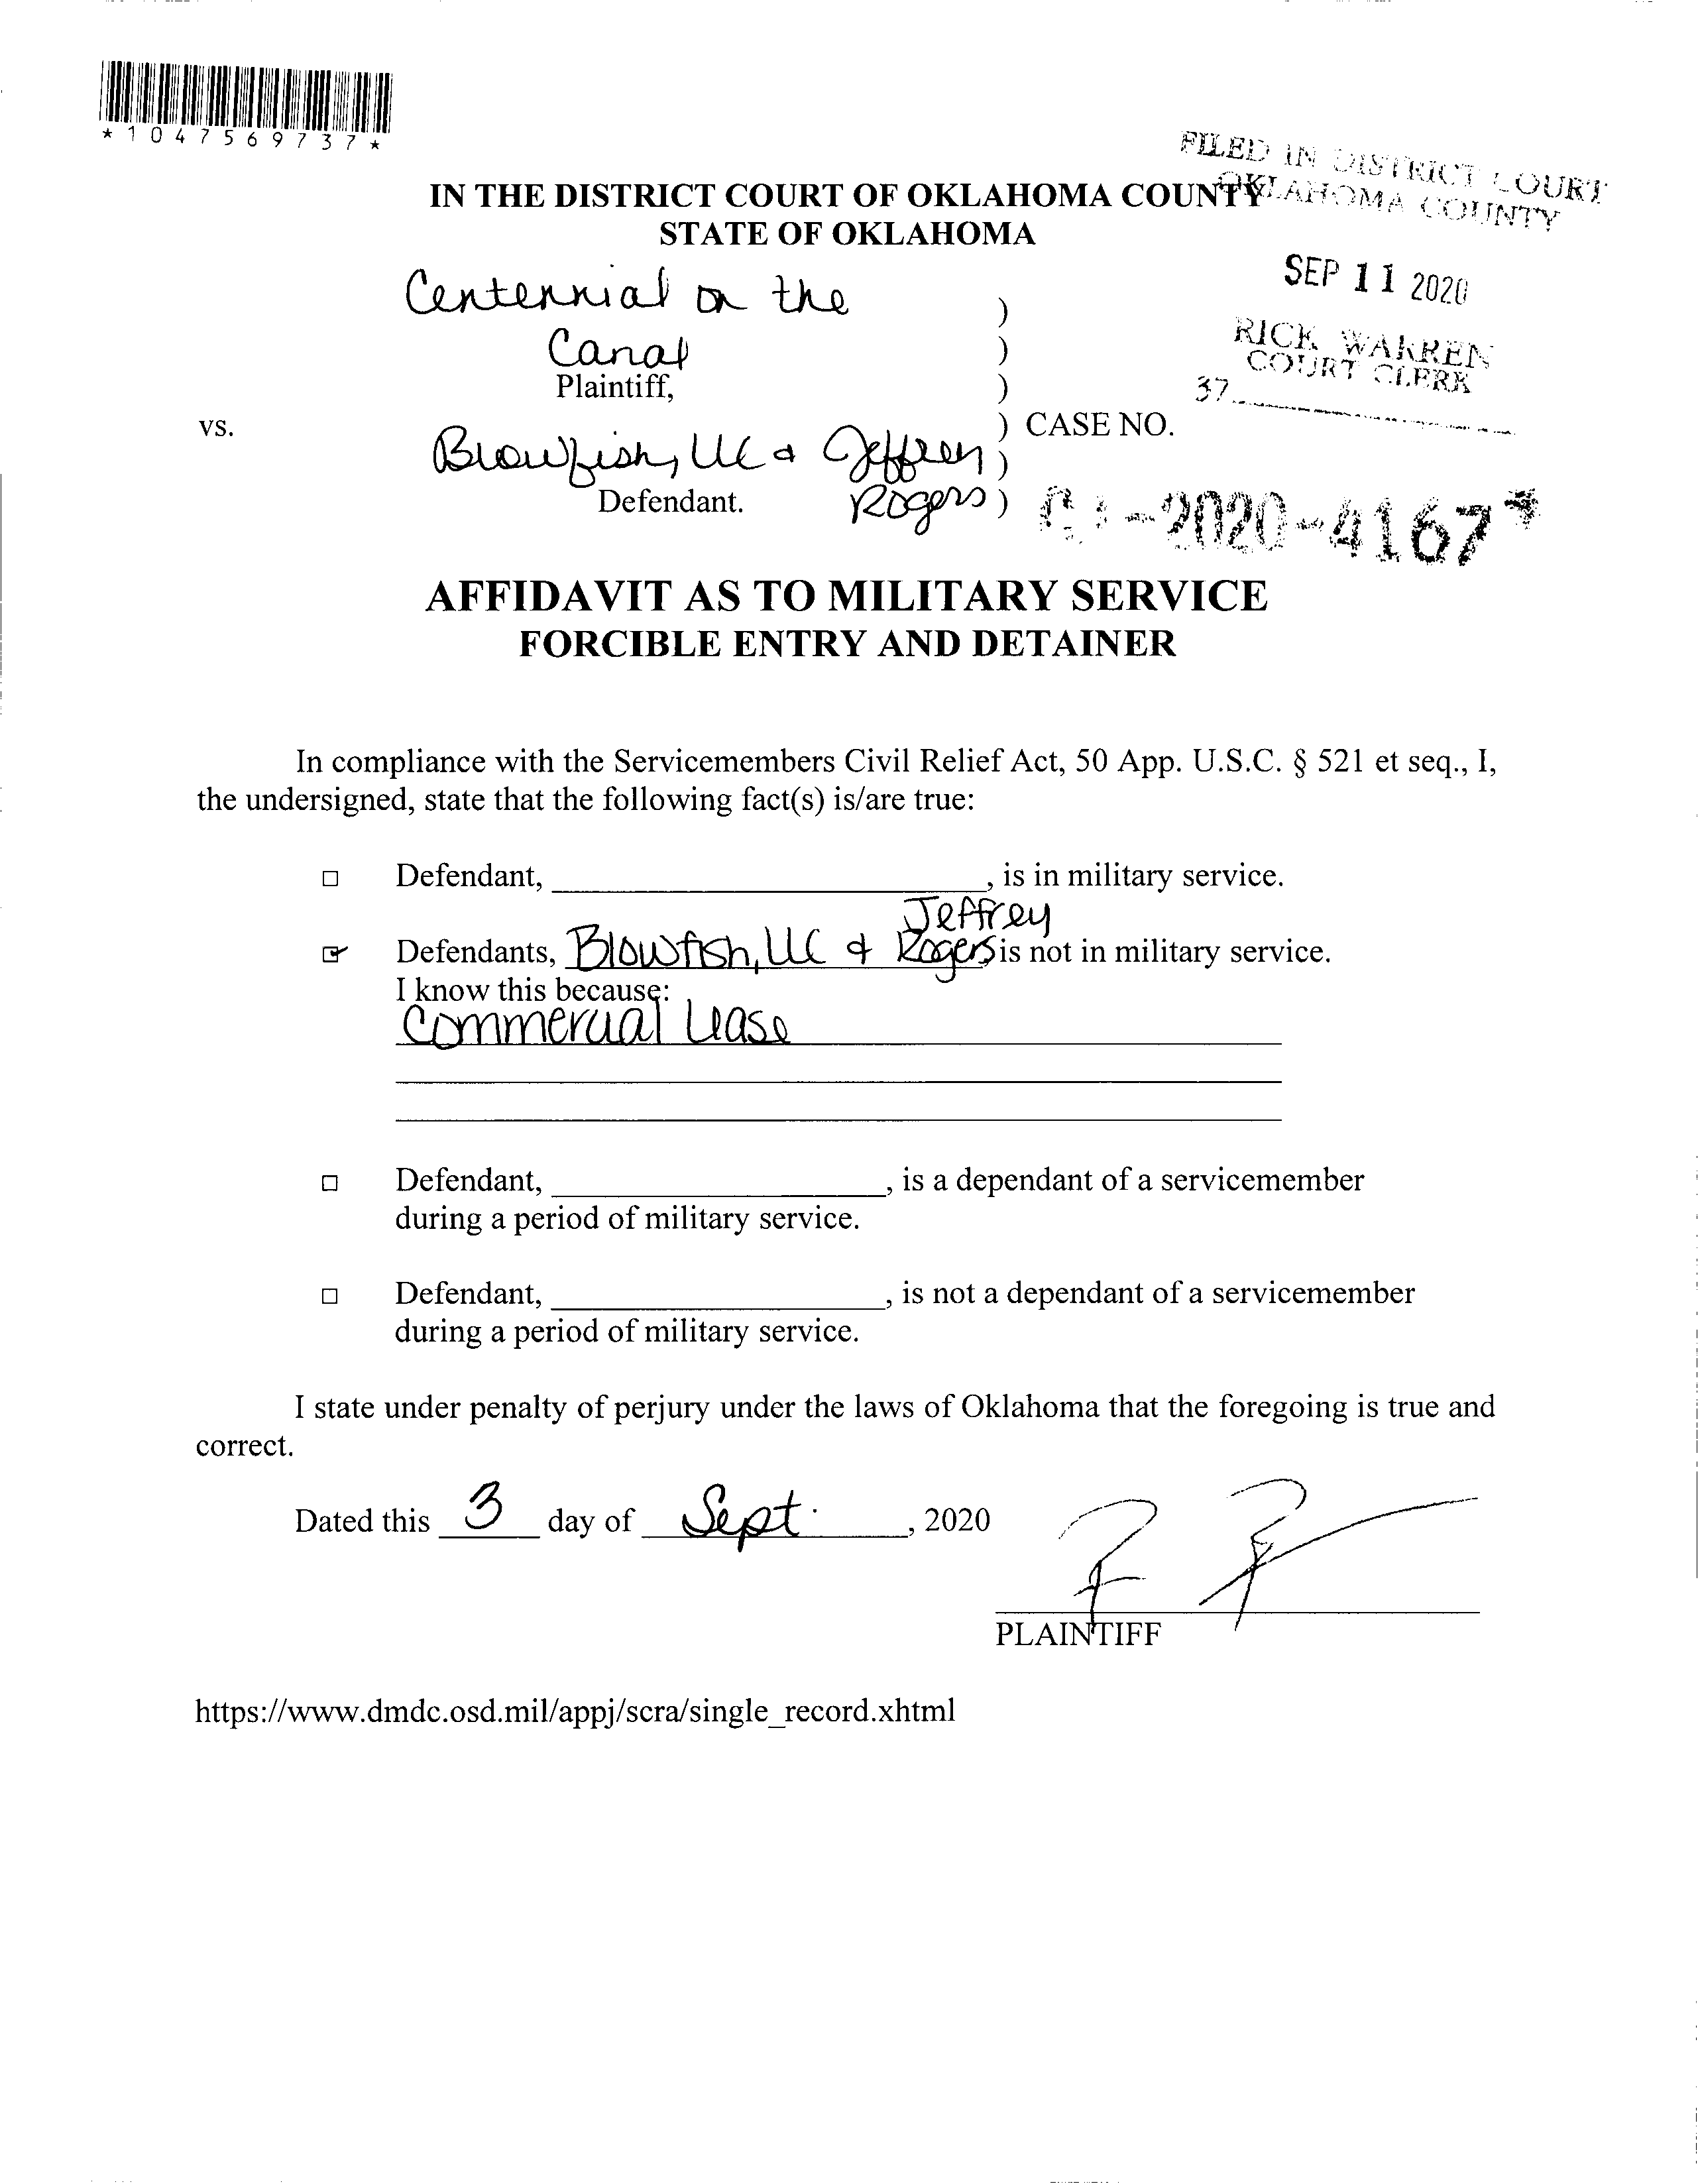 *1047569737*
FILED IN DISTRICT COURT
OKLAHOMA COUNTY
IN THE DISTRICT COURT OF OKLAHOMA COUNTY
STATE OF OKLAHOMA
SEP 11 2020
RICK WARREN
COURT CLERK
37
Centennial on the
Canal
Plaintiff,
)
)
)
vs.
) CASE NO.
Blowfish, LLC & Jeffrey )
Defendant. Rogers )
-2020-4167
AFFIDAVIT AS TO MILITARY SERVICE
FORCIBLE ENTRY AND DETAINER
In compliance with the Servicemembers Civil Relief Act, 50 App. U.S.C. § 521 et seq., I,
the undersigned, state that the following fact(s) is/are true:
☐ Defendant, ____________, is in military service.
Jeffrey
☑ Defendants, Blowfish, LLC & Rogers is not in military service.
I know this because:
Commercial Lease
☐ Defendant, ____________, is a dependant of a servicemember
during a period of military service.
☐ Defendant, ____________, is not a dependant of a servicemember
during a period of military service.
I state under penalty of perjury under the laws of Oklahoma that the foregoing is true and
correct.
Dated this 3 day of Sept., 2020
PLAINTIFF
https://www.dmdc.osd.mil/appj/scra/single_record.xhtml